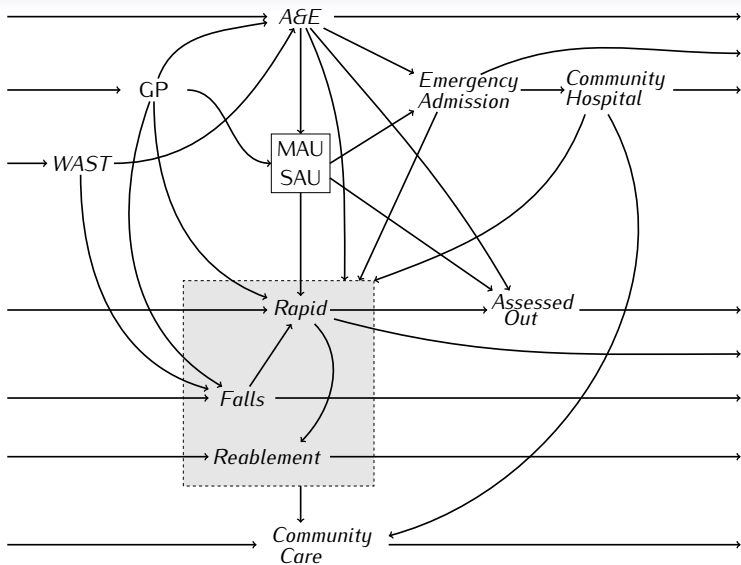 A&E
GP
Emergency
Admission
Community
Hospital
WAST
MAU
SAU
Rapid
Assessed
Out
Falls
Reablement
Community
Care